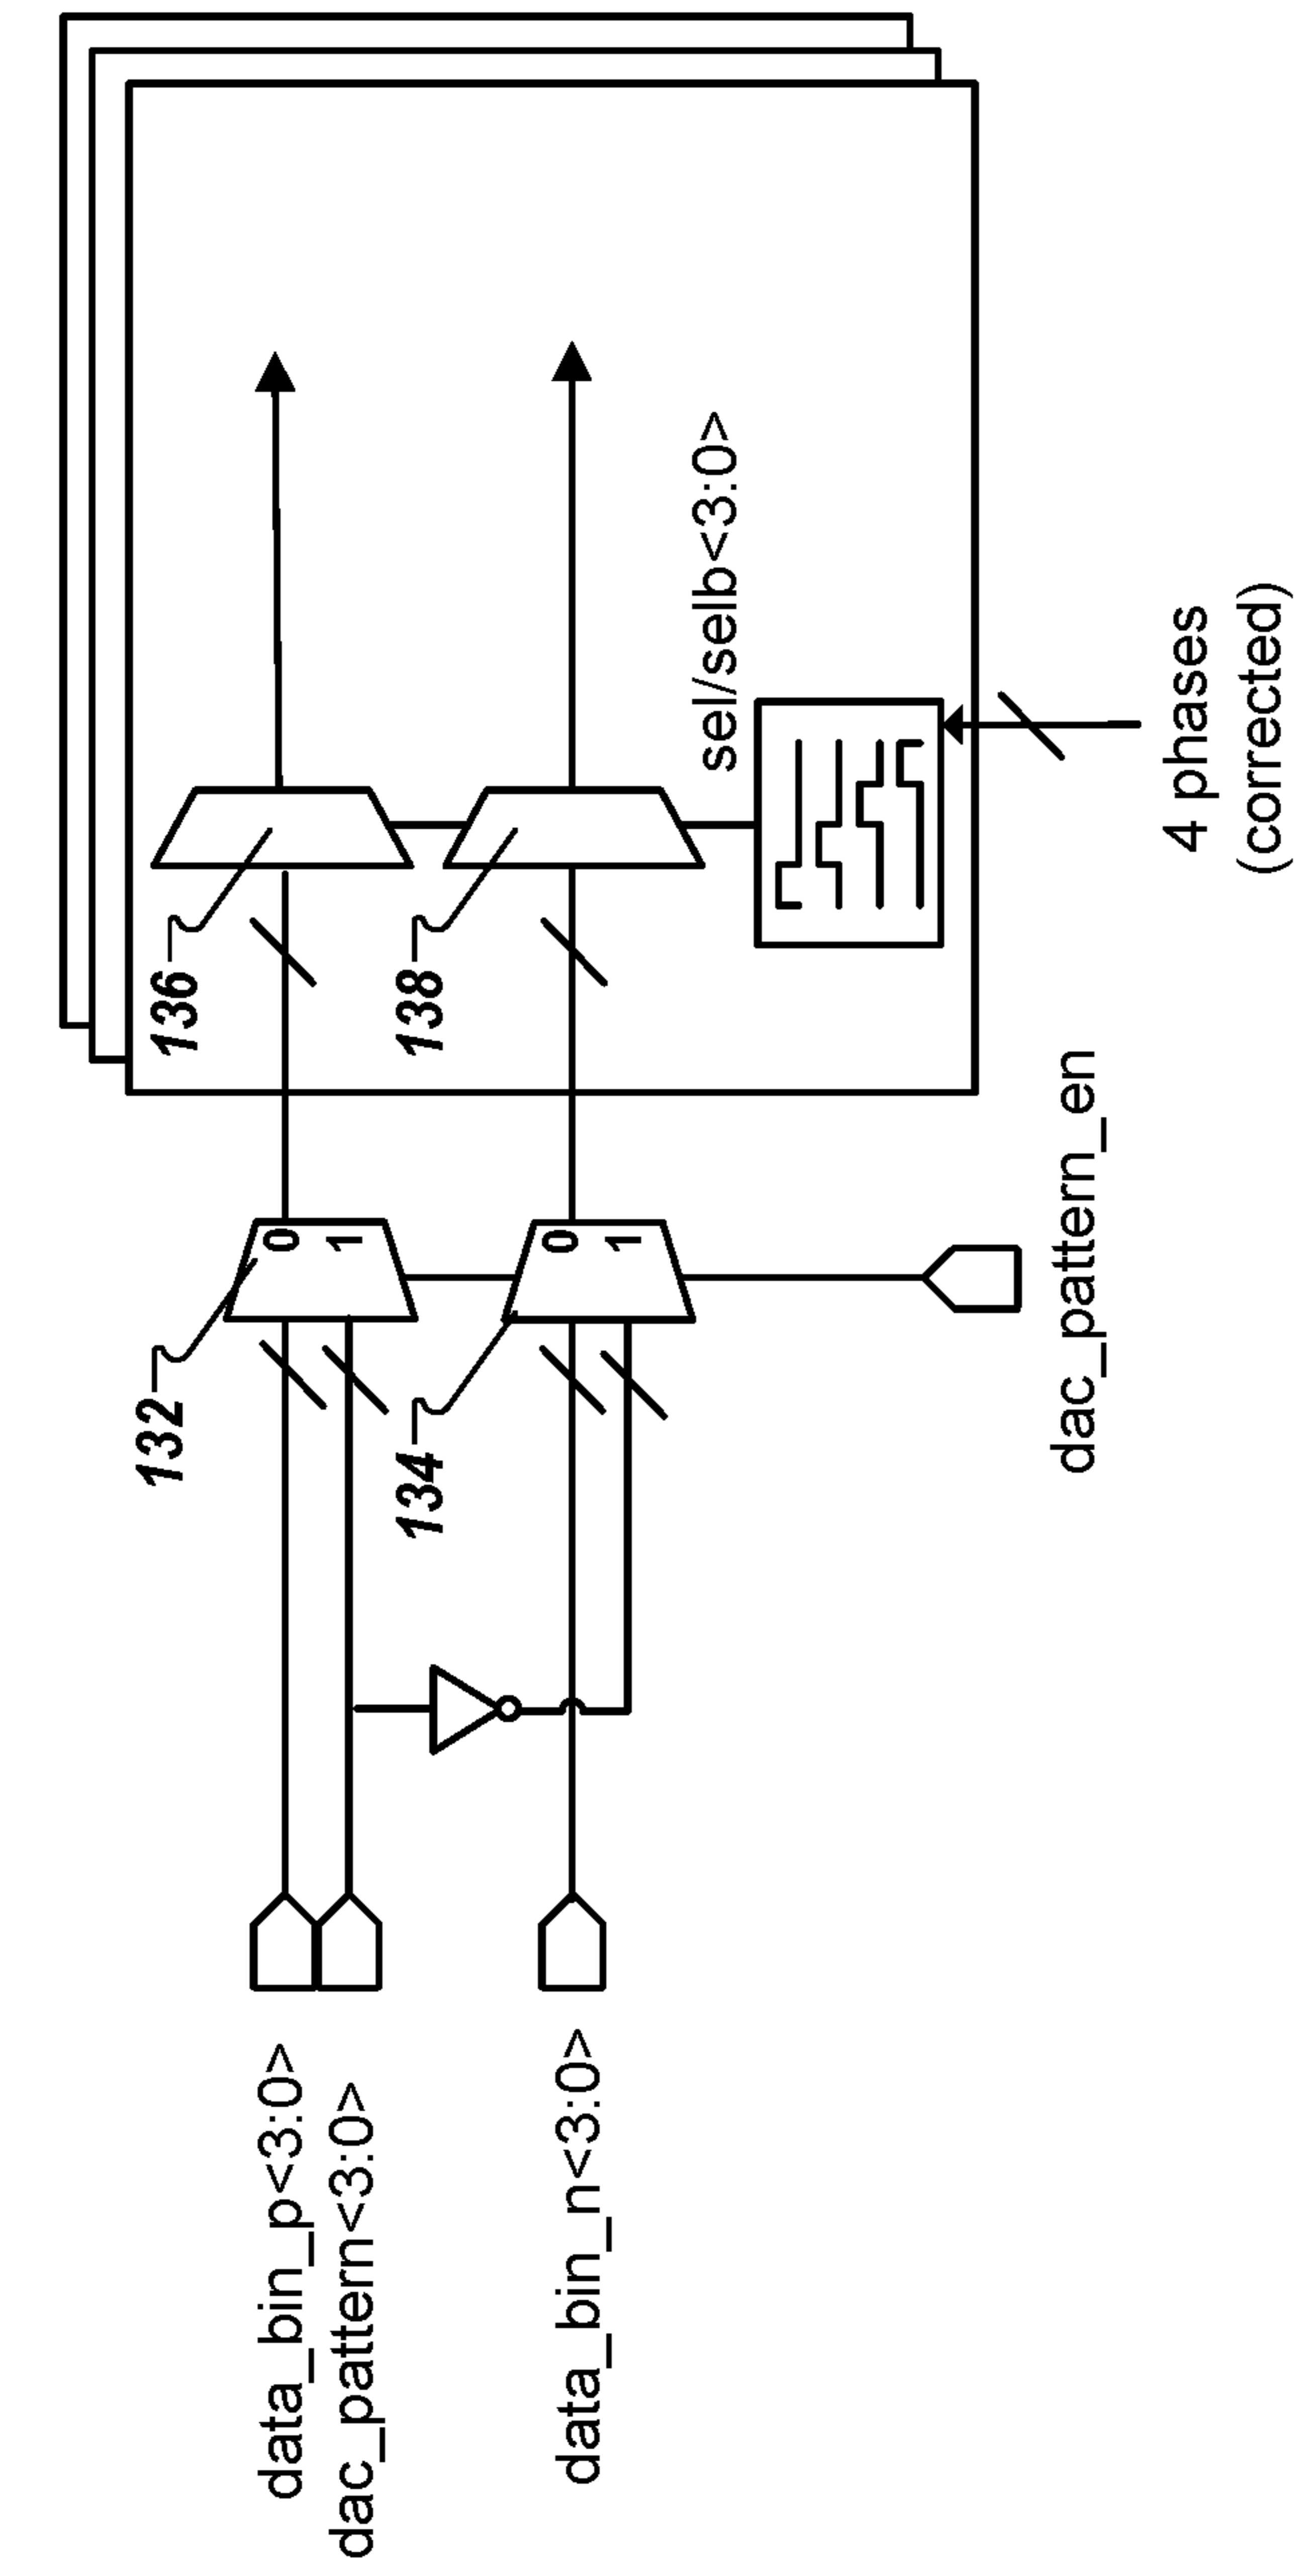 data_bin_p<3:0>
dac_pattern<3:0>
data_bin_n<3:0>
132
0
1
134
0
1
dac_pattern_en
136
138
sel/selb<3:0>
4 phases
(corrected)